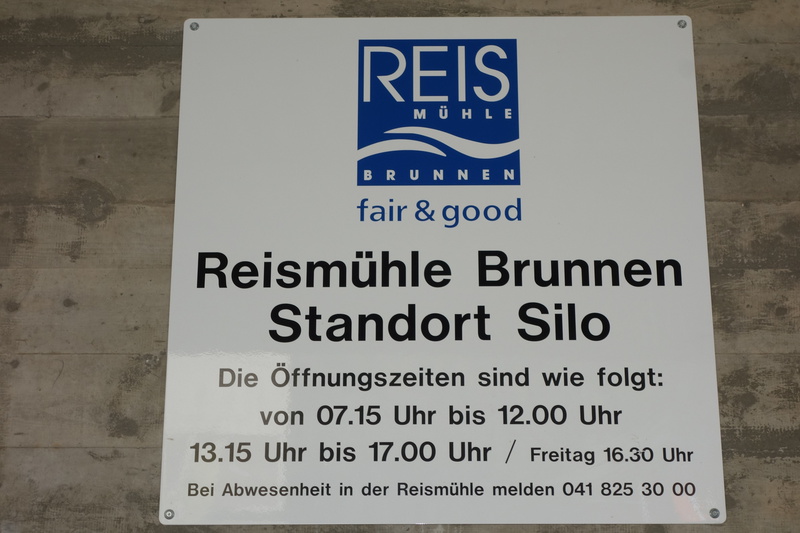 REIS
MÜHLE
BRUNNEN
fair & good
Reismühle Brunnen
Standort Silo
Die Öffnungszeiten sind wie folgt:
von 07.15 Uhr bis 12.00 Uhr
13.15 Uhr bis 17.00 Uhr / Freitag 16.30 Uhr
Bei Abwesenheit in der Reismühle melden 041 825 30 00